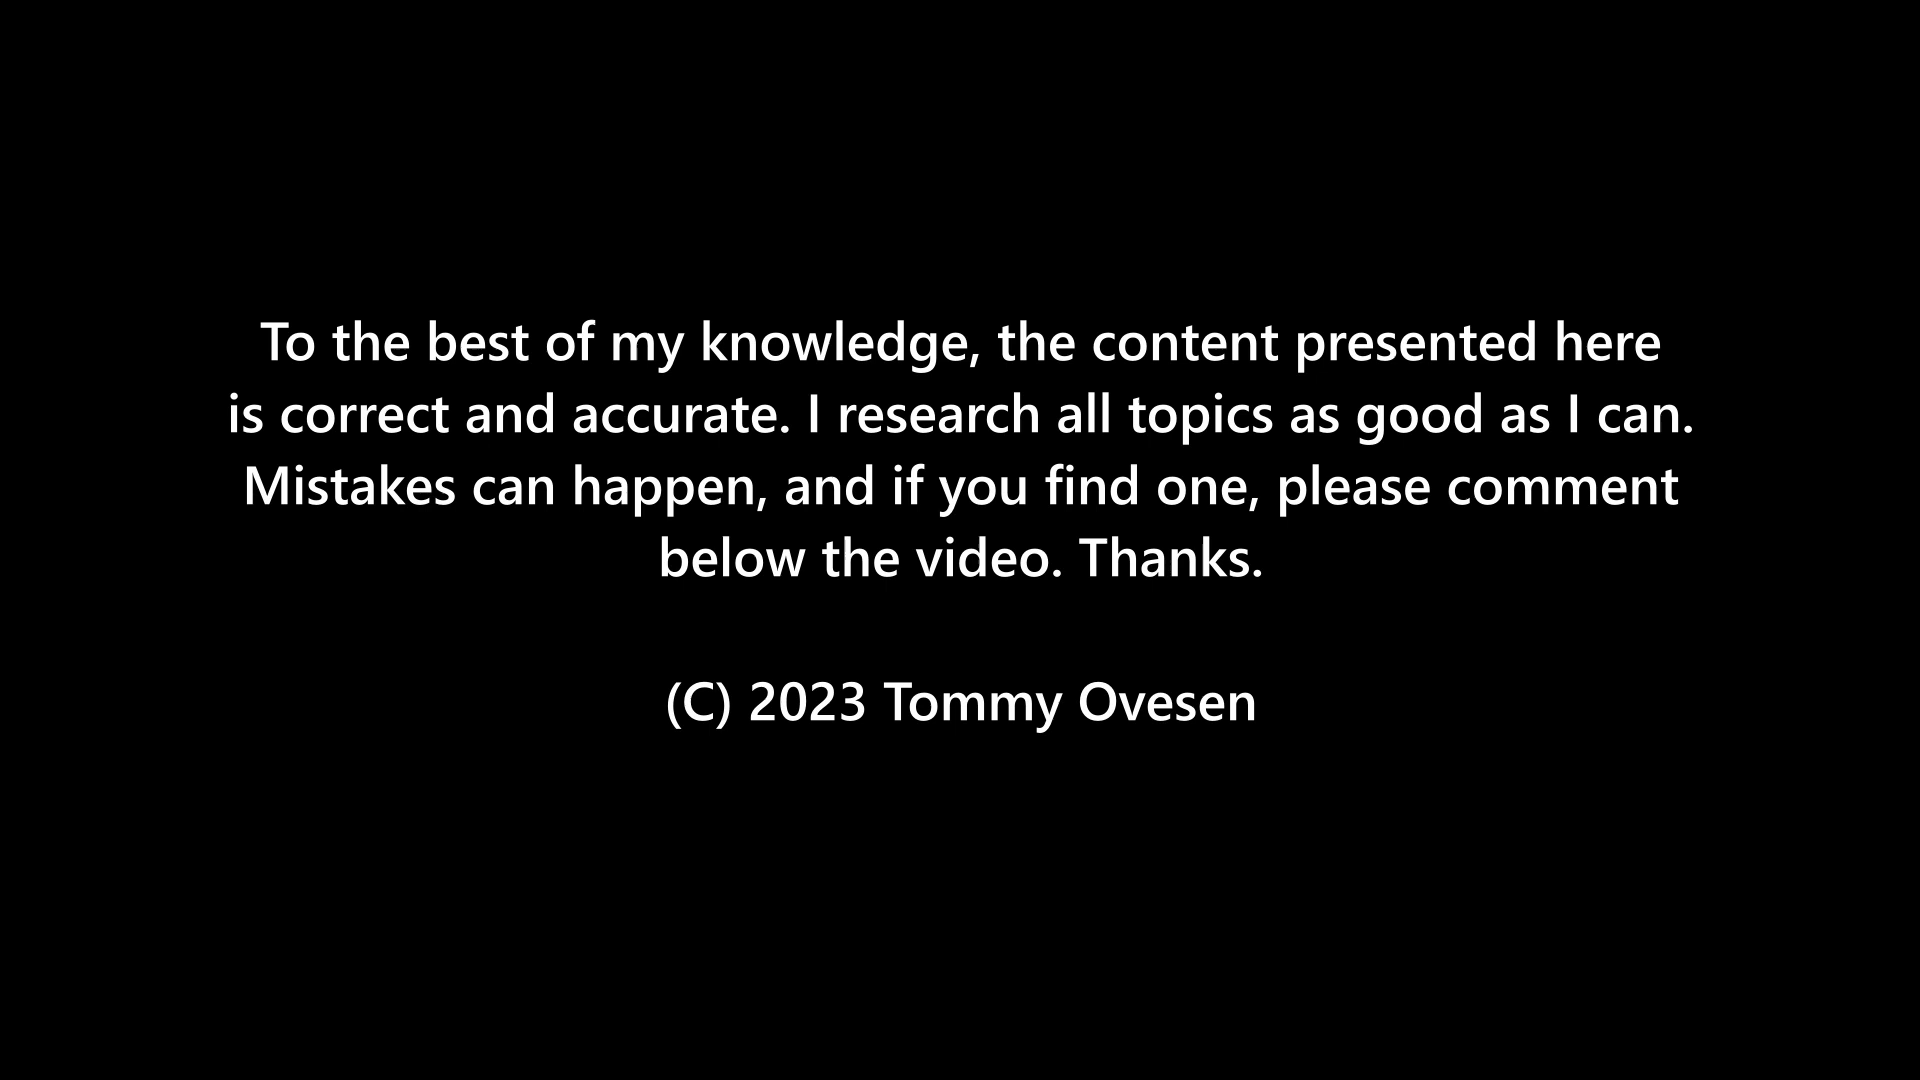 To the best of my knowledge, the content presented here
is correct and accurate. I research all topics as good as I can.
Mistakes can happen, and if you find one, please comment
below the video. Thanks.
(C) 2023 Tommy Ovesen